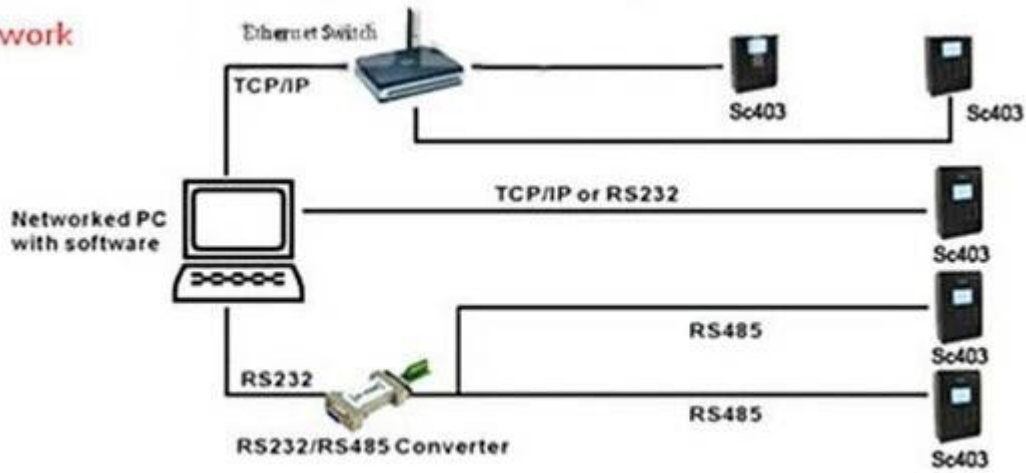 work
Ethernet Switch
TCP/IP
Sc403
Sc403
TCP/IP or RS232
Networked PC
with software
Sc403
RS485
Sc403
RS232
RS485
RS232/RS485 Converter
Sc403